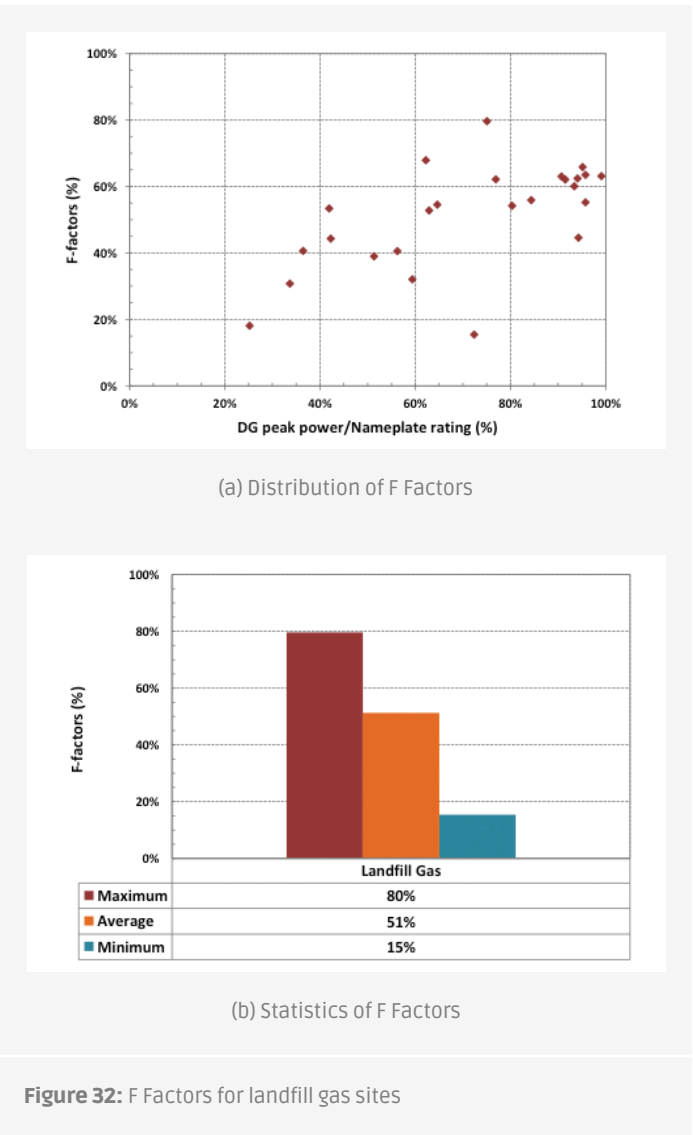 100%
80%
60%
40%
20%
0%
F-factors (%)
0% 20% 40% 60% 80% 100%
DG peak power/Nameplate rating (%)
(a) Distribution of F Factors
100%
80%
60%
40%
20%
0%
F-factors (%)
Landfill Gas
Maximum 80%
Average 51%
Minimum 15%
(b) Statistics of F Factors
Figure 32: F Factors for landfill gas sites